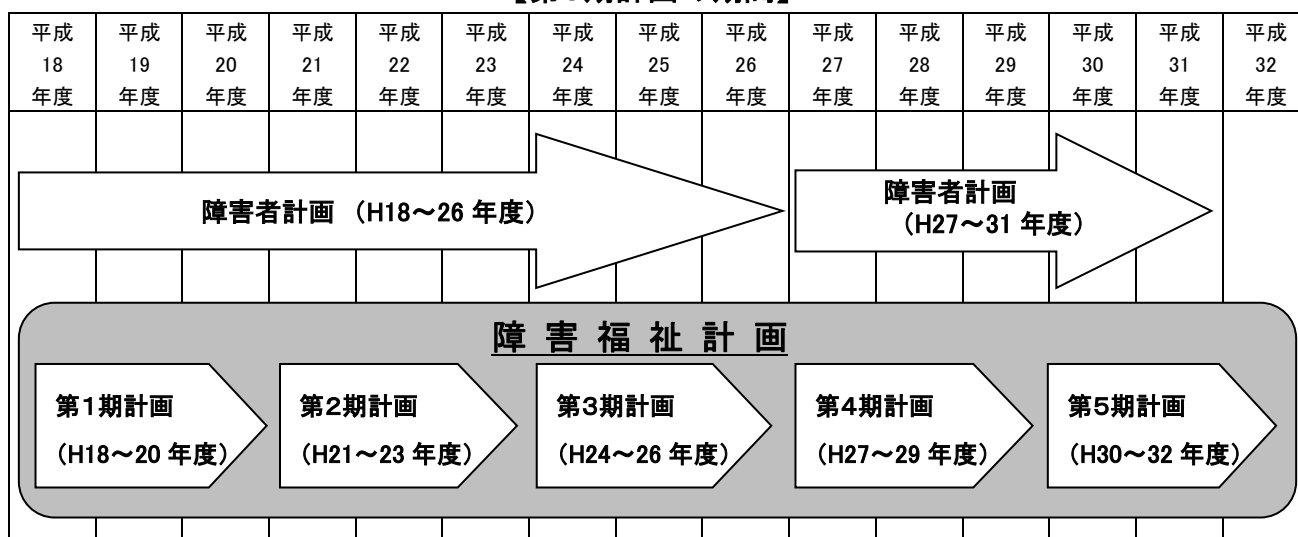 平成 平成 平成 平成 平成 平成 平成 平成 平成 平成 平成 平成 平成 平成 平成
18 19 20 21 22 23 24 25 26 27 28 29 30 31 32
年度 年度 年度 年度 年度 年度 年度 年度 年度 年度 年度 年度 年度 年度 年度
障害者計画 (H18～26 年度)
障害者計画
(H27～31 年度)
障 害 福 祉 計 画
第1期計画
(H18～20 年度)
第2期計画
(H21～23 年度)
第3期計画
(H24～26 年度)
第4期計画
(H27～29 年度)
第5期計画
(H30～32 年度)